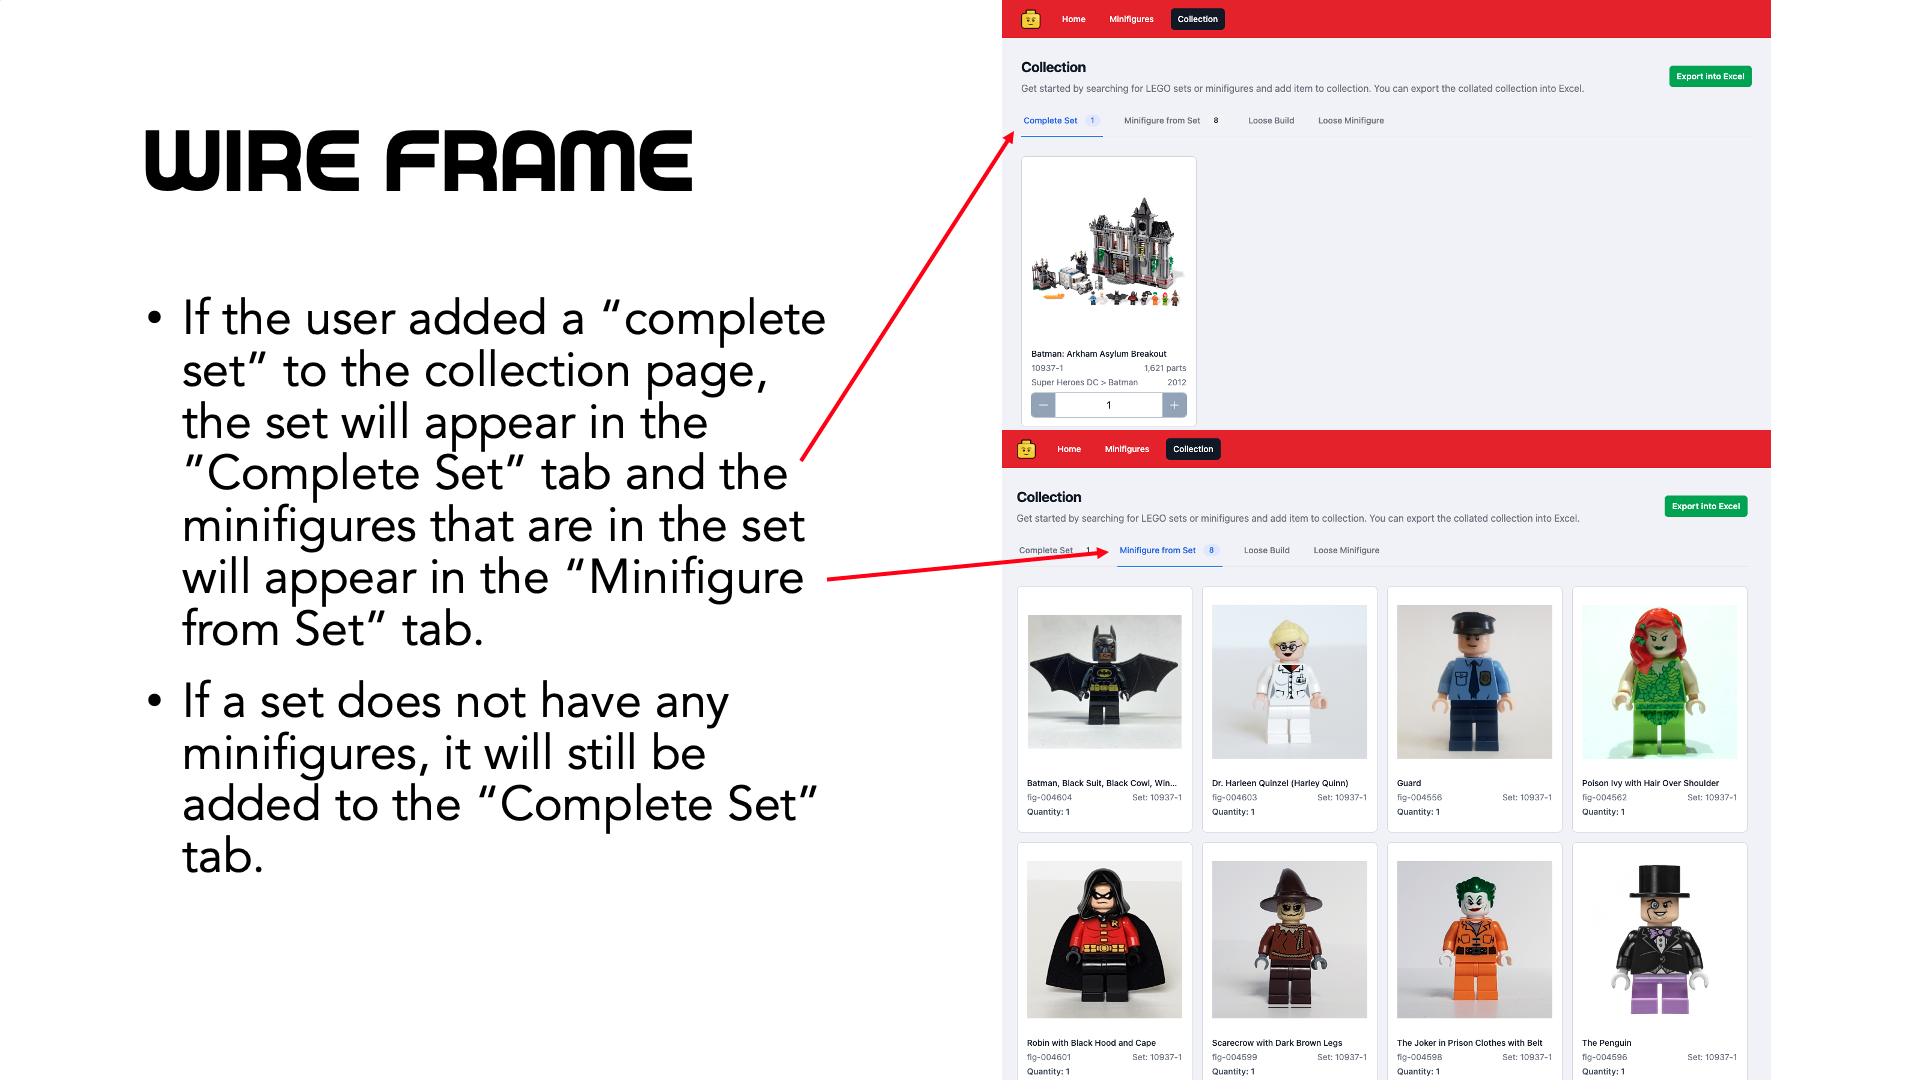 WIRE FRAME
• If the user added a “complete
set” to the collection page,
the set will appear in the
”Complete Set” tab and the
minifigures that are in the set
will appear in the “Minifigure
from Set” tab.
• If a set does not have any
minifigures, it will still be
added to the “Complete Set”
tab.
Home Minifigures Collection
Collection
Export into Excel
Get started by searching for LEGO sets or minifigures and add item to collection. You can export the collated collection into Excel.
Complete Set 1 Minifigure from Set 8 Loose Build Loose Minifigure
Batman: Arkham Asylum Breakout
10937-1 1,621 parts
Super Heroes DC > Batman 2012
− 1 +
Home Minifigures Collection
Collection
Export into Excel
Get started by searching for LEGO sets or minifigures and add item to collection. You can export the collated collection into Excel.
Complete Set 1 Minifigure from Set 8 Loose Build Loose Minifigure
Batman, Black Suit, Black Cowl, Win... Dr. Harleen Quinzel (Harley Quinn) Guard Poison Ivy with Hair Over Shoulder
fig-004604 Set: 10937-1 fig-004603 Set: 10937-1 fig-004556 Set: 10937-1 fig-004562 Set: 10937-1
Quantity: 1 Quantity: 1 Quantity: 1 Quantity: 1
Robin with Black Hood and Cape Scarecrow with Dark Brown Legs The Joker in Prison Clothes with Belt The Penguin
fig-004601 Set: 10937-1 fig-004599 Set: 10937-1 fig-004598 Set: 10937-1 fig-004596 Set: 10937-1
Quantity: 1 Quantity: 1 Quantity: 1 Quantity: 1